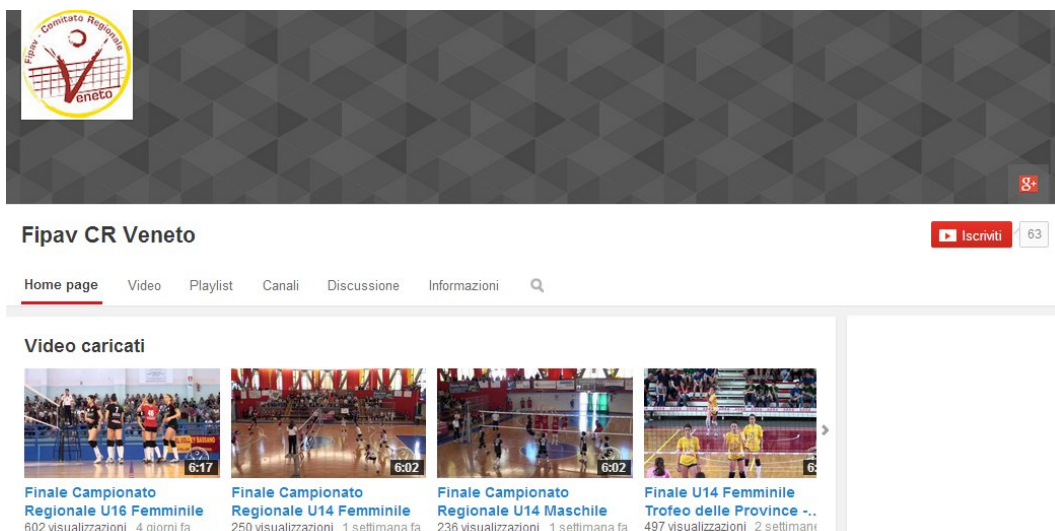 Fipav - Comitato Regionale
Veneto
g+
Fipav CR Veneto
Iscriviti
63
Home page Video Playlist Canali Discussione Informazioni
Video caricati
6:17
6:02
6:02
6:
Finale Campionato
Regionale U16 Femminile
602 visualizzazioni 4 giorni fa
Finale Campionato
Regionale U14 Femminile
250 visualizzazioni 1 settimana fa
Finale Campionato
Regionale U14 Maschile
236 visualizzazioni 1 settimana fa
Finale U14 Femminile
Trofeo delle Province -..
497 visualizzazioni 2 settimane